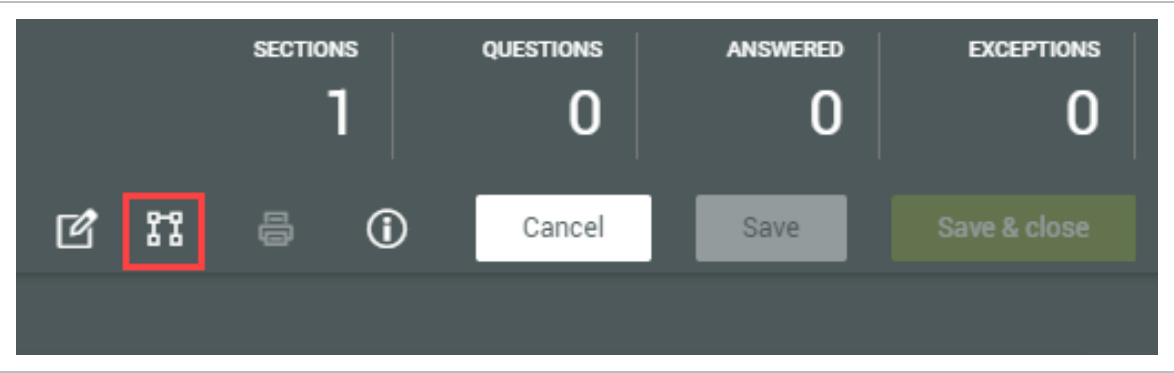 SECTIONS QUESTIONS ANSWERED EXCEPTIONS
1 0 0 0
Cancel Save Save & close